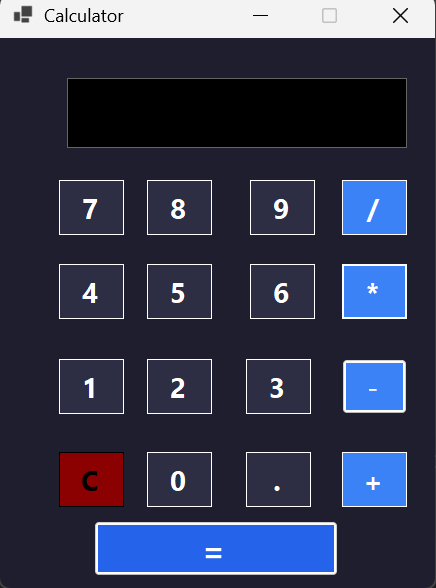 Calculator
7 8 9 /
4 5 6 *
1 2 3 -
C 0 . +
=